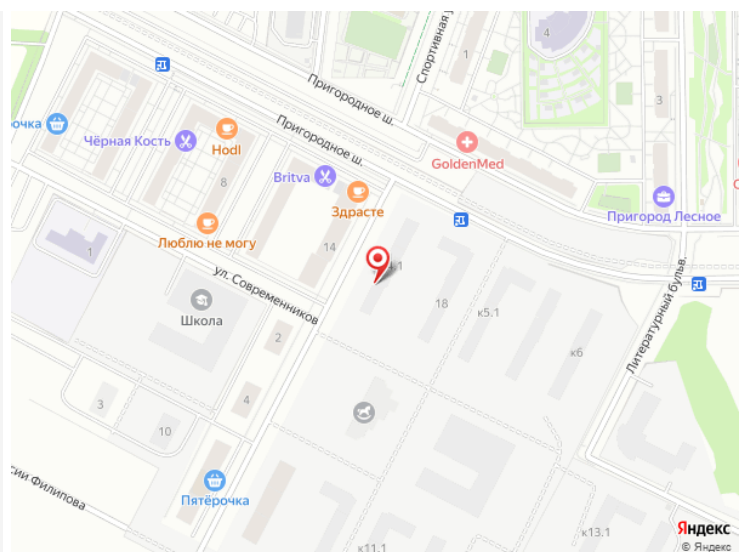 4
Спортивная у
1
3
Пригородное ш.
Пригородное ш.
рочка
Чёрная Кость
Hodl
GoldenMed
8
Britva
Здрасте
Пригород Лесное
Люблю не могу
14
1
.1
ул. Современников
Литературный бульв.
Школа
18
к5.1
2
к6
3
4
10
Пятёрочка
сии Филипова
к11.1
к13.1
Яндекс
© Яндекс